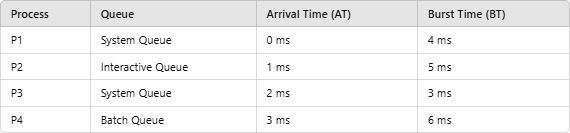 Process Queue Arrival Time (AT) Burst Time (BT)
P1 System Queue 0 ms 4 ms
P2 Interactive Queue 1 ms 5 ms
P3 System Queue 2 ms 3 ms
P4 Batch Queue 3 ms 6 ms